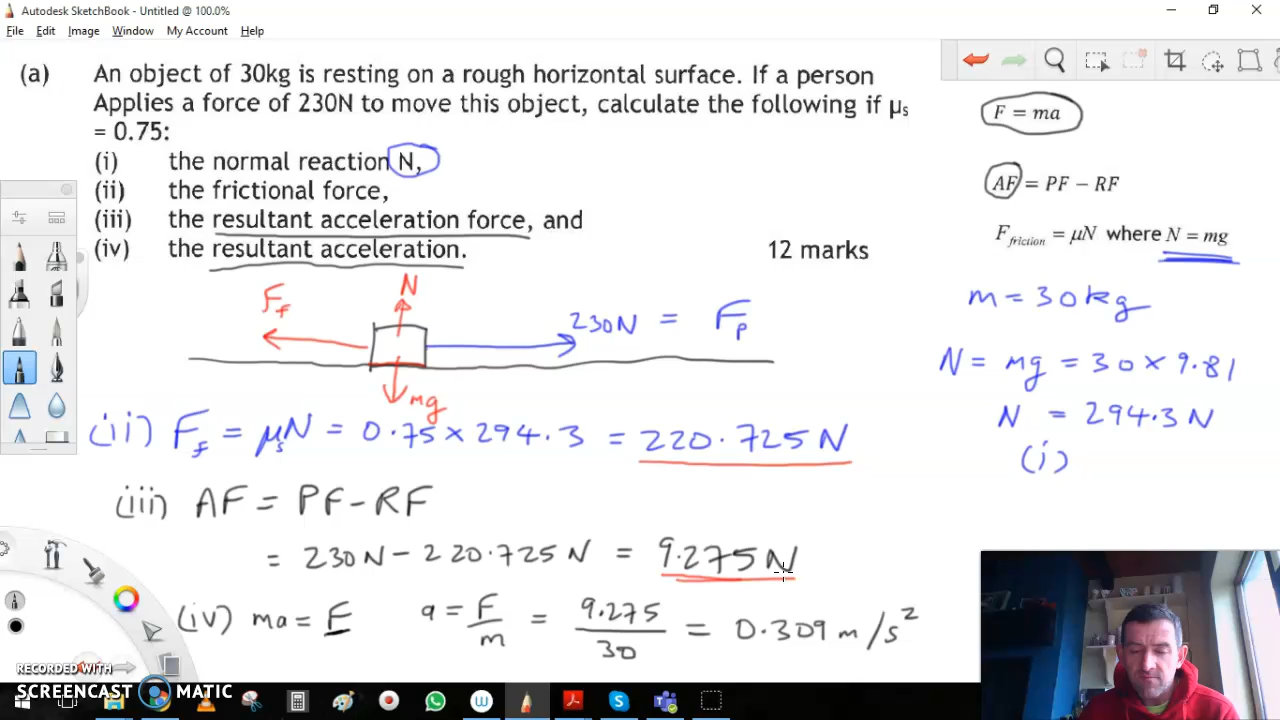 Autodesk SketchBook - Untitled @ 100.0%
File Edit Image Window My Account Help
(a) An object of 30kg is resting on a rough horizontal surface. If a person
Applies a force of 230N to move this object, calculate the following if μs
= 0.75:
(i) the normal reaction N,
(ii) the frictional force,
(iii) the resultant acceleration force, and
(iv) the resultant acceleration.
12 marks
F = ma
AF = PF − RF
F friction = μN where N = mg
m = 30kg
N = mg = 30 × 9.81
N = 294.3 N
(i)
N
Ff
230N = Fp
mg
(ii) Ff = μsN = 0.75 × 294.3 = 220.725 N
(iii) AF = PF - RF
= 230N - 220.725 N = 9.275 N
(iv) ma = F a = F/m = 9.275/30 = 0.309 m/s²
RECORDED WITH
SCREENCAST MATIC